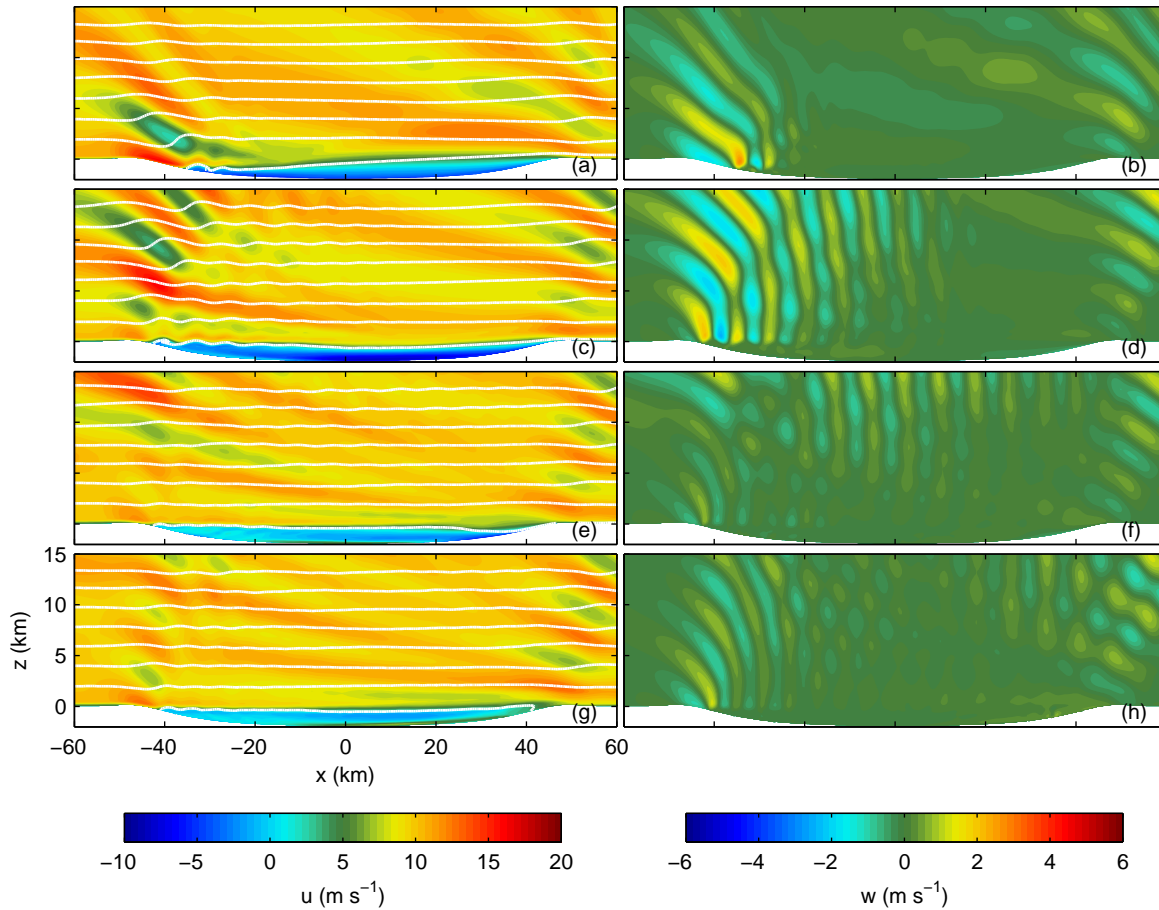 (a) (b)
(c) (d)
(e) (f)
15
10
5
0
z (km)
(g) (h)
−60 −40 −20 0 20 40 60
x (km)
−10 −5 0 5 10 15 20
u (m s⁻¹)
−6 −4 −2 0 2 4 6
w (m s⁻¹)